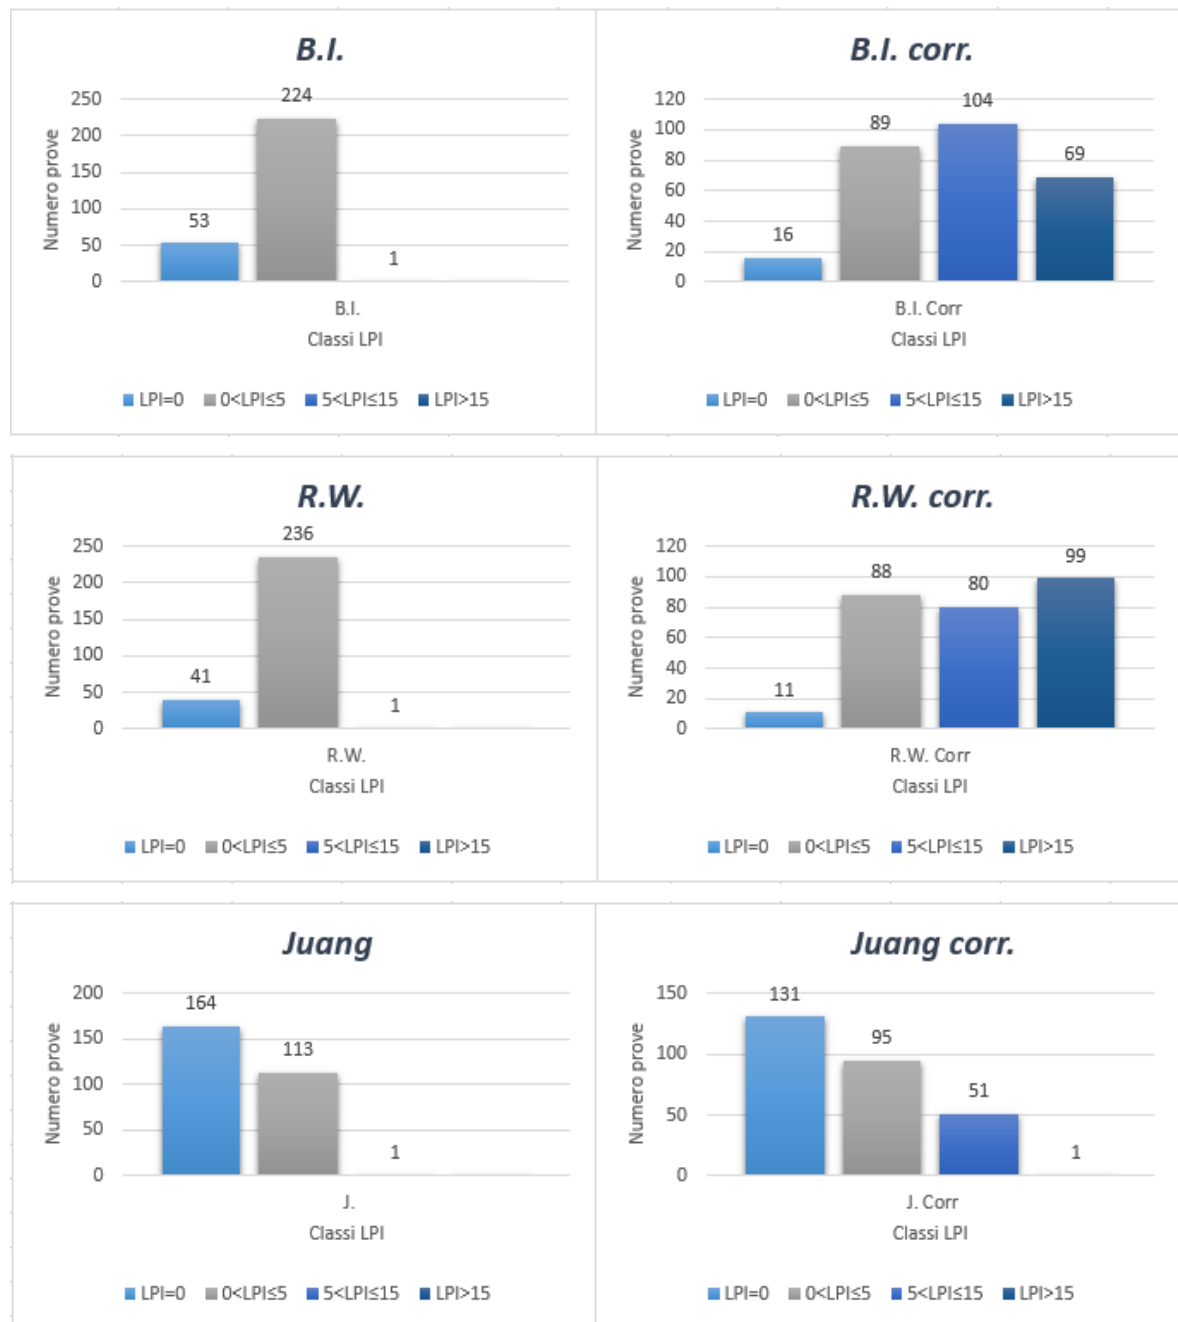 B.I.
224
53
1
250
200
150
100
50
0
Numero prove
B.I.
Classi LPI
LPI=0 0<LPI≤5 5<LPI≤15 LPI>15
B.I. corr.
104
89
69
16
120
100
80
60
40
20
0
Numero prove
B.I. Corr
Classi LPI
LPI=0 0<LPI≤5 5<LPI≤15 LPI>15
R.W.
236
41
1
250
200
150
100
50
0
Numero prove
R.W.
Classi LPI
LPI=0 0<LPI≤5 5<LPI≤15 LPI>15
R.W. corr.
99
88
80
11
120
100
80
60
40
20
0
Numero prove
R.W. Corr
Classi LPI
LPI=0 0<LPI≤5 5<LPI≤15 LPI>15
Juang
164
113
1
200
150
100
50
0
Numero prove
J.
Classi LPI
LPI=0 0<LPI≤5 5<LPI≤15 LPI>15
Juang corr.
131
95
51
1
150
100
50
0
Numero prove
J. Corr
Classi LPI
LPI=0 0<LPI≤5 5<LPI≤15 LPI>15